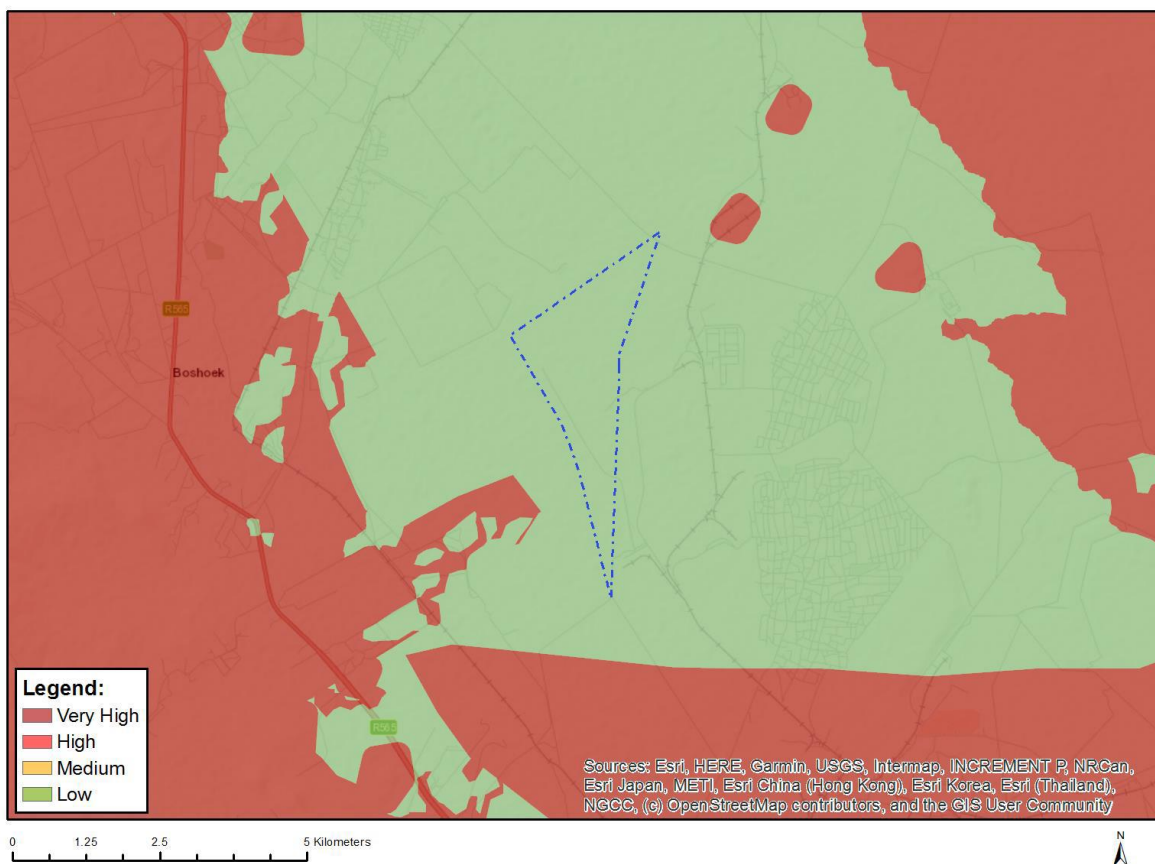 R565
Boshoek
R565
Legend:
Very High
High
Medium
Low
Sources: Esri, HERE, Garmin, USGS, Intermap, INCREMENT P, NRCan,
Esri Japan, METI, Esri China (Hong Kong), Esri Korea, Esri (Thailand),
NGCC, (c) OpenStreetMap contributors, and the GIS User Community
0 1.25 2.5 5 Kilometers
N